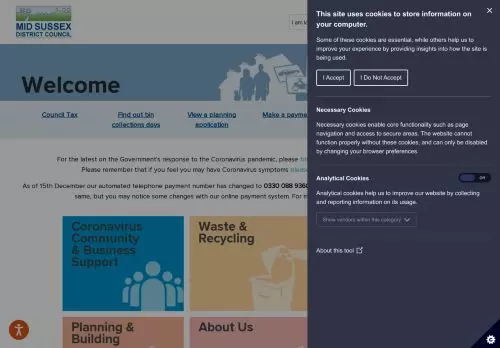 MID SUSSEX
DISTRICT COUNCIL
I am lo
Welcome
Council Tax
Find out bin
collections days
View a planning
application
Make a payme
For the latest on the Government's response to the Coronavirus pandemic, please
Please remember that if you feel you may have Coronavirus symptoms
As of 15th December our automated telephone payment number has changed to 0330 088 9360
same, but you may notice some changes with our online payment system. For m
Coronavirus
Community
& Business
Support
Waste &
Recycling
Planning &
Building
About Us
This site uses cookies to store information on
your computer.
Some of these cookies are essential, while others help us to
improve your experience by providing insights into how the site is
being used.
I Accept
I Do Not Accept
Necessary Cookies
Necessary cookies enable core functionality such as page
navigation and access to secure areas. The website cannot
function properly without these cookies, and can only be disabled
by changing your browser preferences.
Analytical Cookies
Off
Analytical cookies help us to improve our website by collecting
and reporting information on its usage.
Show vendors within this category
About this tool